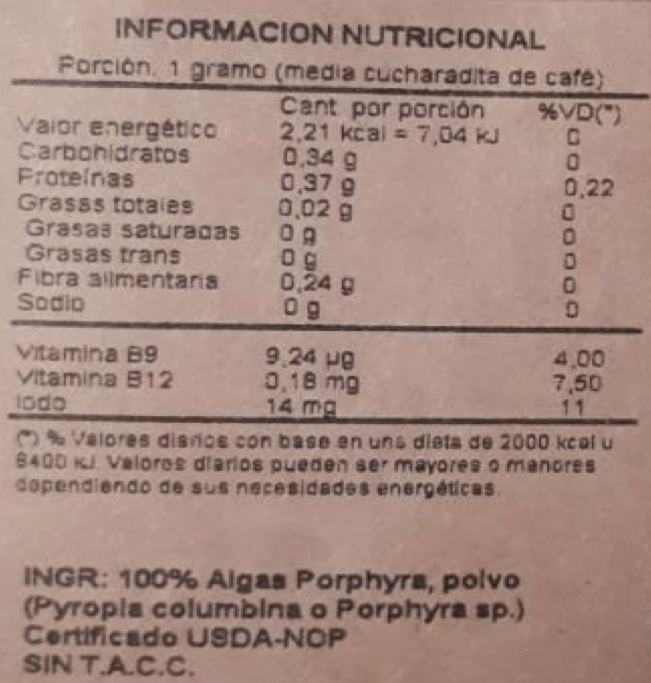 INFORMACION NUTRICIONAL
Porción. 1 gramo (media cucharadita de café)
Cant por porción %VD(*)
Valor energético 2,21 kcal = 7,04 kJ 0
Carbohidratos 0,34 g 0
Proteínas 0,37 g 0,22
Grasas totales 0,02 g 0
Grasas saturadas 0 g 0
Grasas trans 0 g 0
Fibra alimentaria 0,24 g 0
Sodio 0 g 0
Vitamina B9 9,24 µg 4,00
Vitamina B12 0,18 mg 7,50
Iodo 14 mg 11
(*) % Valores diarios con base en una dieta de 2000 kcal u
8400 kJ. Valores diarios pueden ser mayores o menores
dependiendo de sus necesidades energéticas.
INGR: 100% Algas Porphyra, polvo
(Pyropia columbina o Porphyra sp.)
Certificado USDA-NOP
SIN T.A.C.C.